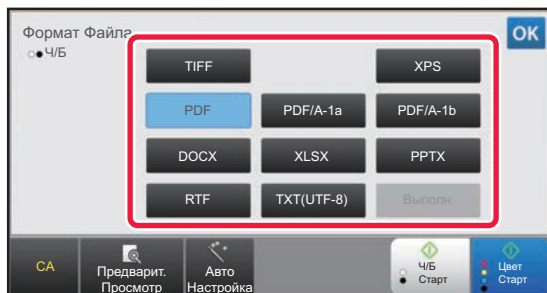 Формат Файла
Ч/Б
OK
TIFF
XPS
PDF
PDF/A-1a
PDF/A-1b
DOCX
XLSX
PPTX
RTF
TXT(UTF-8)
Выполн
CA
Предварит.
Просмотр
Авто
Настройка
Ч/Б
Старт
Цвет
Старт